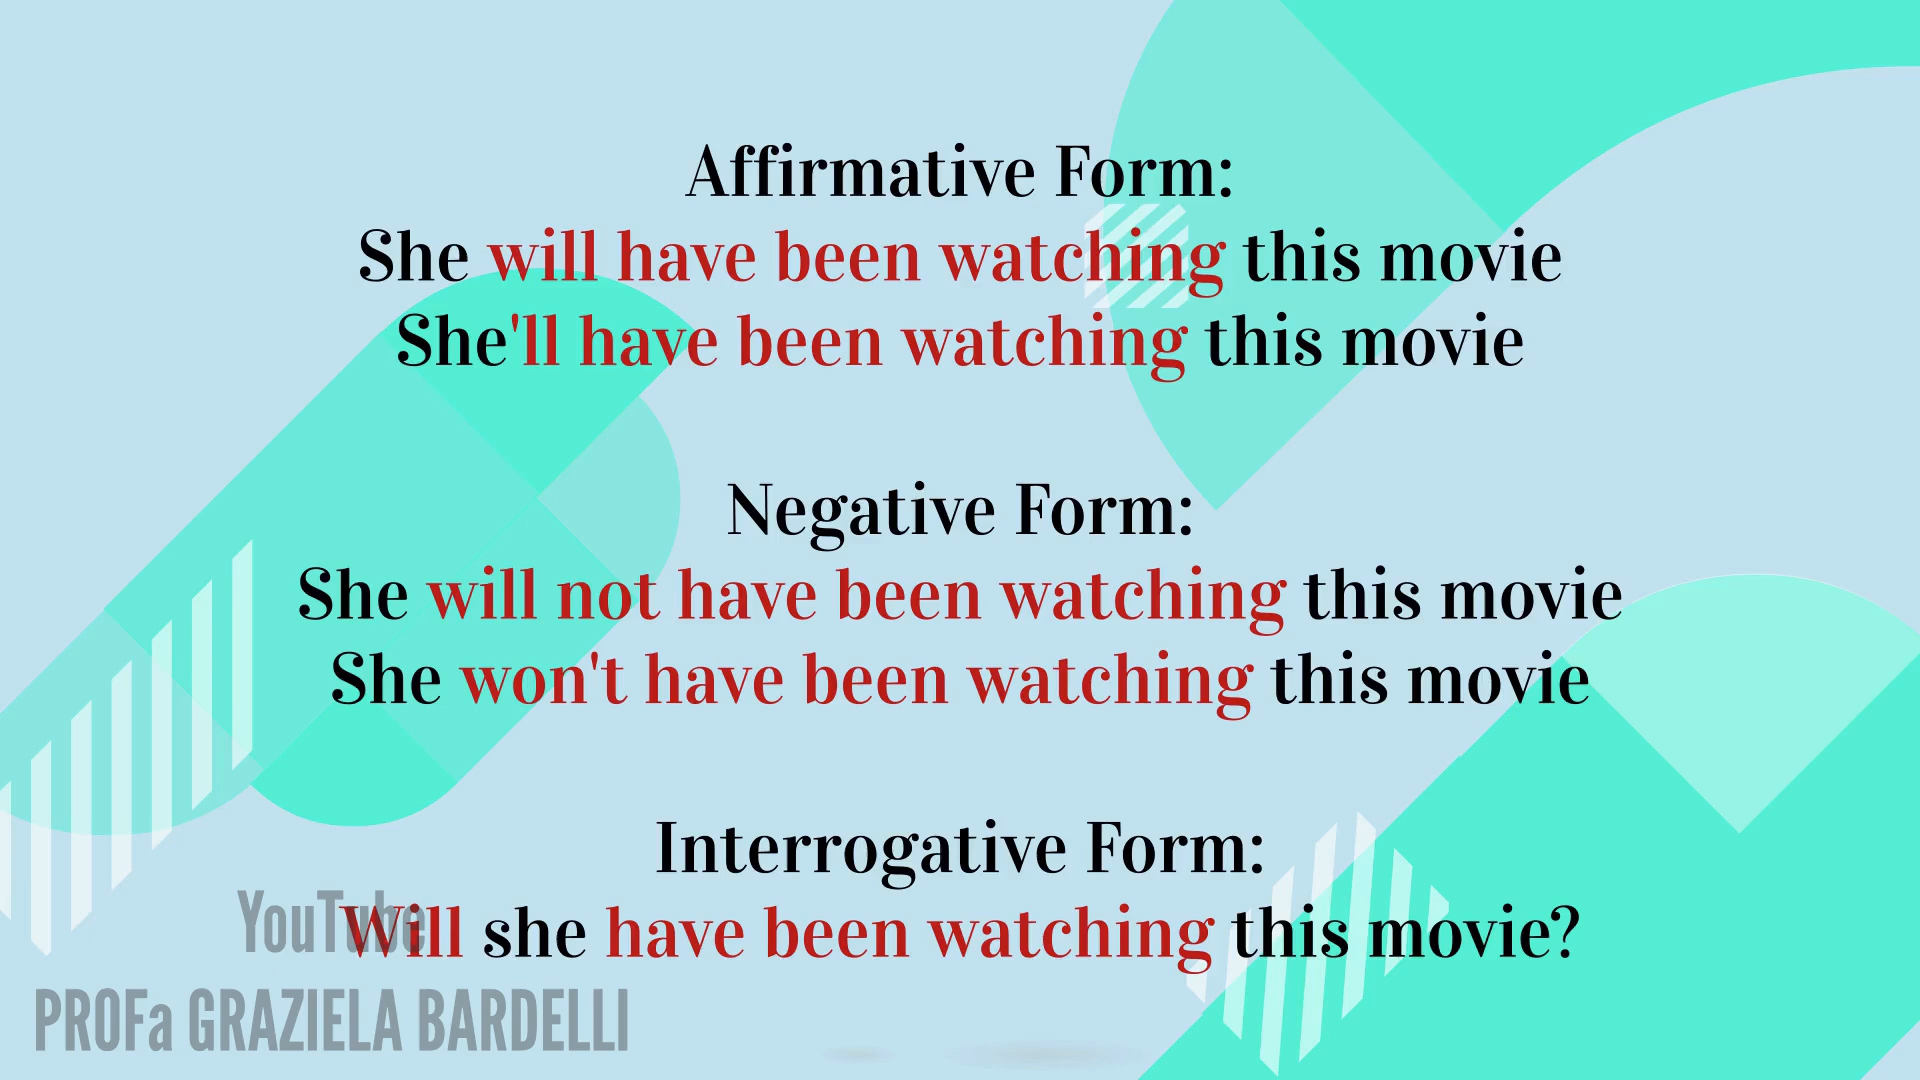 Affirmative Form:
She will have been watching this movie
She'll have been watching this movie
Negative Form:
She will not have been watching this movie
She won't have been watching this movie
Interrogative Form:
Will she have been watching this movie?
YouTube
PROFa GRAZIELA BARDELLI